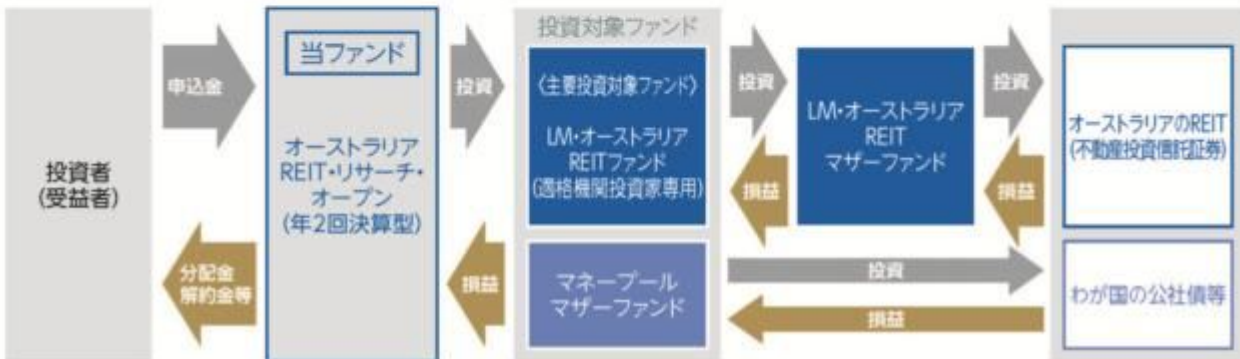 投資者
(受益者)
申込金
分配金
解約金等
当ファンド
オーストラリア
REIT・リサーチ・
オープン
(年2回決算型)
投資
損益
投資対象ファンド
〈主要投資対象ファンド〉
LM・オーストラリア
REITファンド
(適格機関投資家専用)
マネープール
マザーファンド
投資
損益
LM・オーストラリア
REIT
マザーファンド
投資
損益
投資
損益
オーストラリアのREIT
(不動産投資信託証券)
わが国の公社債等